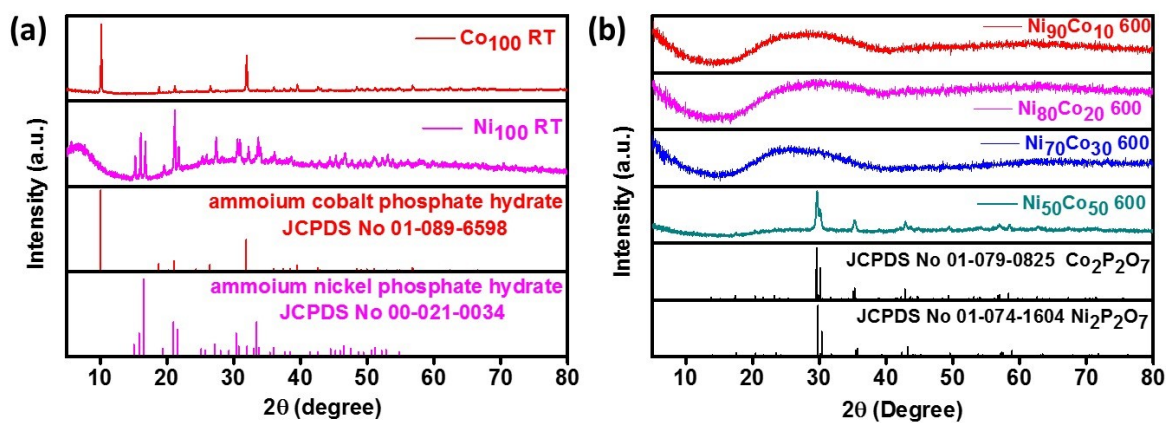 (a)
Co100 RT
Ni100 RT
ammoium cobalt phosphate hydrate
JCPDS No 01-089-6598
ammoium nickel phosphate hydrate
JCPDS No 00-021-0034
Intensity (a.u.)
10 20 30 40 50 60 70 80
2θ (degree)
(b)
Ni90Co10 600
Ni80Co20 600
Ni70Co30 600
Ni50Co50 600
JCPDS No 01-079-0825 Co2P2O7
JCPDS No 01-074-1604 Ni2P2O7
Intensity (a.u.)
10 20 30 40 50 60 70 80
2θ (Degree)